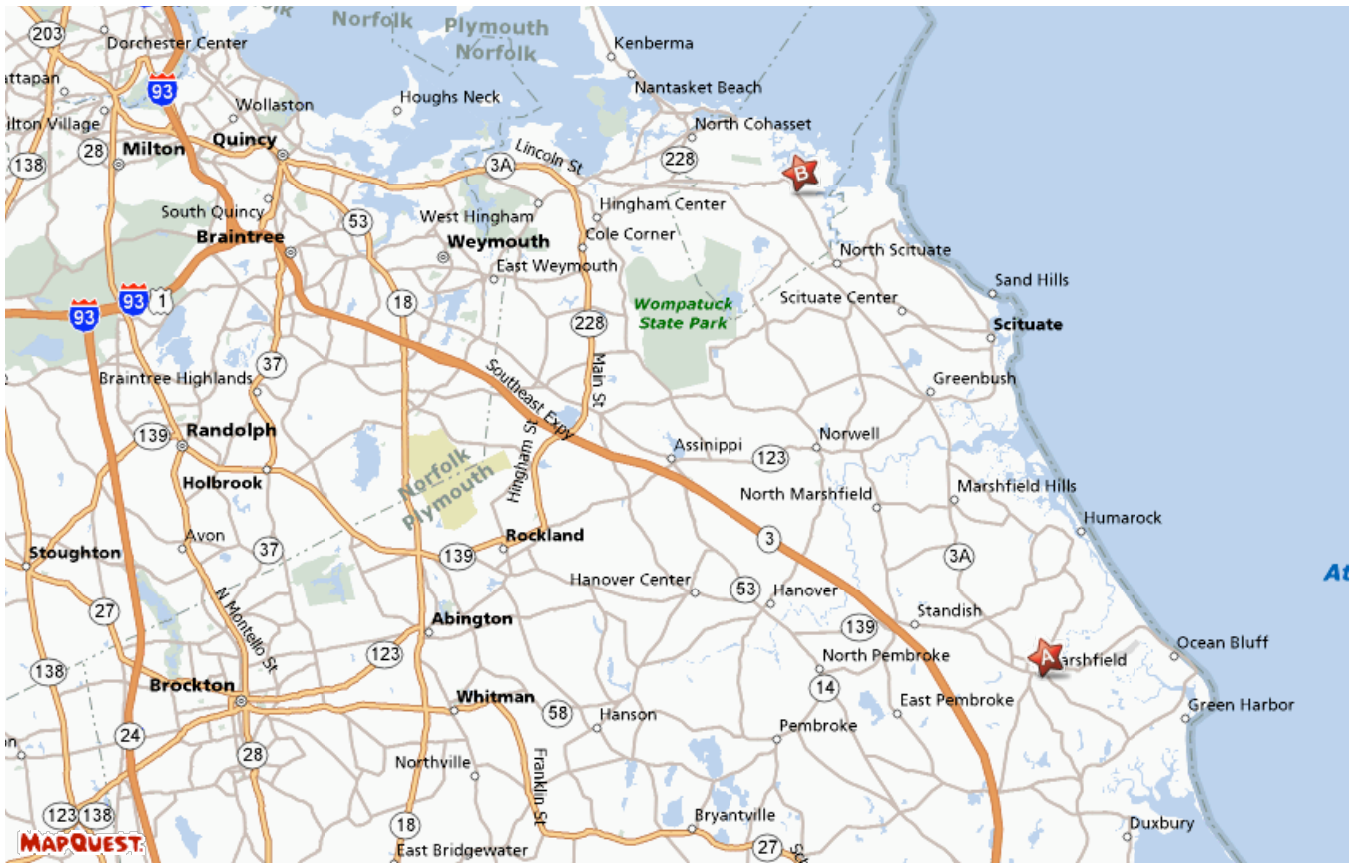 Norfolk
Norfolk
Plymouth
Norfolk
203
Dorchester Center
Kenberma
attapan
93
Wollaston
Houghs Neck
Nantasket Beach
ilton Village
Quincy
North Cohasset
138
28
Milton
3A
Lincoln St
228
B
South Quincy
53
West Hingham
Hingham Center
Braintree
Weymouth
Cole Corner
North Scituate
East Weymouth
93
1
93
18
Wompatuck
State Park
Scituate Center
Sand Hills
228
Scituate
37
Southeast Expy
Main St
Braintree Highlands
Greenbush
139
Randolph
Assinippi
123
Norwell
Holbrook
Norfolk
Plymouth
Hingham St
North Marshfield
Marshfield Hills
Humarock
Avon
37
139
Rockland
3
3A
Stoughton
Hanover Center
53
Hanover
At
27
N Montello St
Abington
139
Standish
123
A
arshfield
Ocean Bluff
138
North Pembroke
14
Brockton
Whitman
58
Hanson
East Pembroke
Green Harbor
24
28
Pembroke
on
Northville
Franklin St
123
138
18
Bryantville
Duxbury
MAPQUEST
East Bridgewater
27
Sc